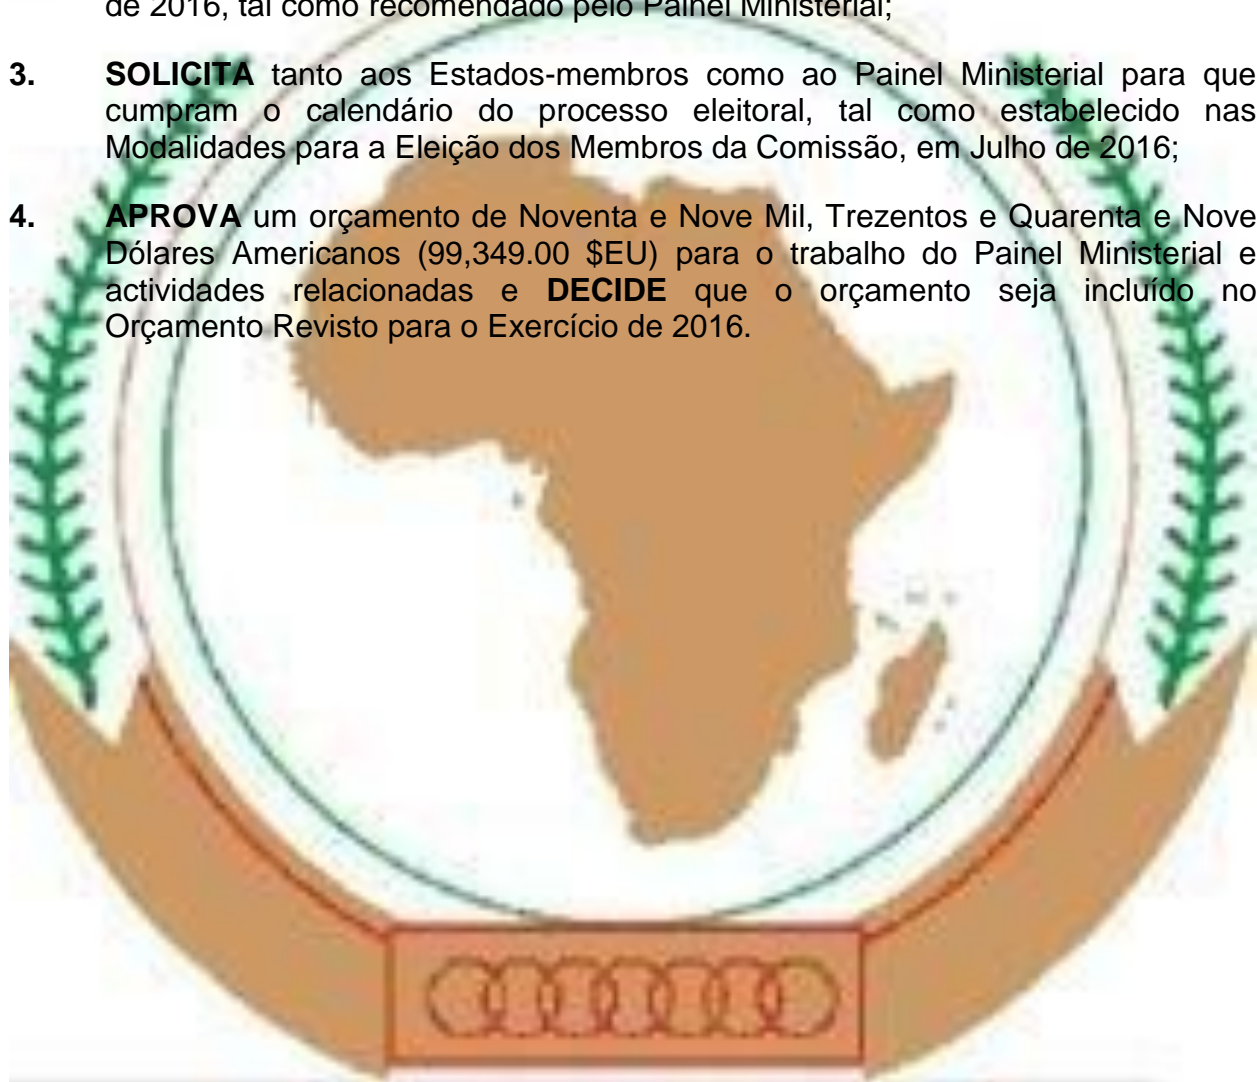 de 2016, tal como recomendado pelo Painel Ministerial;
3. SOLICITA tanto aos Estados-membros como ao Painel Ministerial para que
cumpram o calendário do processo eleitoral, tal como estabelecido nas
Modalidades para a Eleição dos Membros da Comissão, em Julho de 2016;
4. APROVA um orçamento de Noventa e Nove Mil, Trezentos e Quarenta e Nove
Dólares Americanos (99,349.00 $EU) para o trabalho do Painel Ministerial e
actividades relacionadas e DECIDE que o orçamento seja incluído no
Orçamento Revisto para o Exercício de 2016.